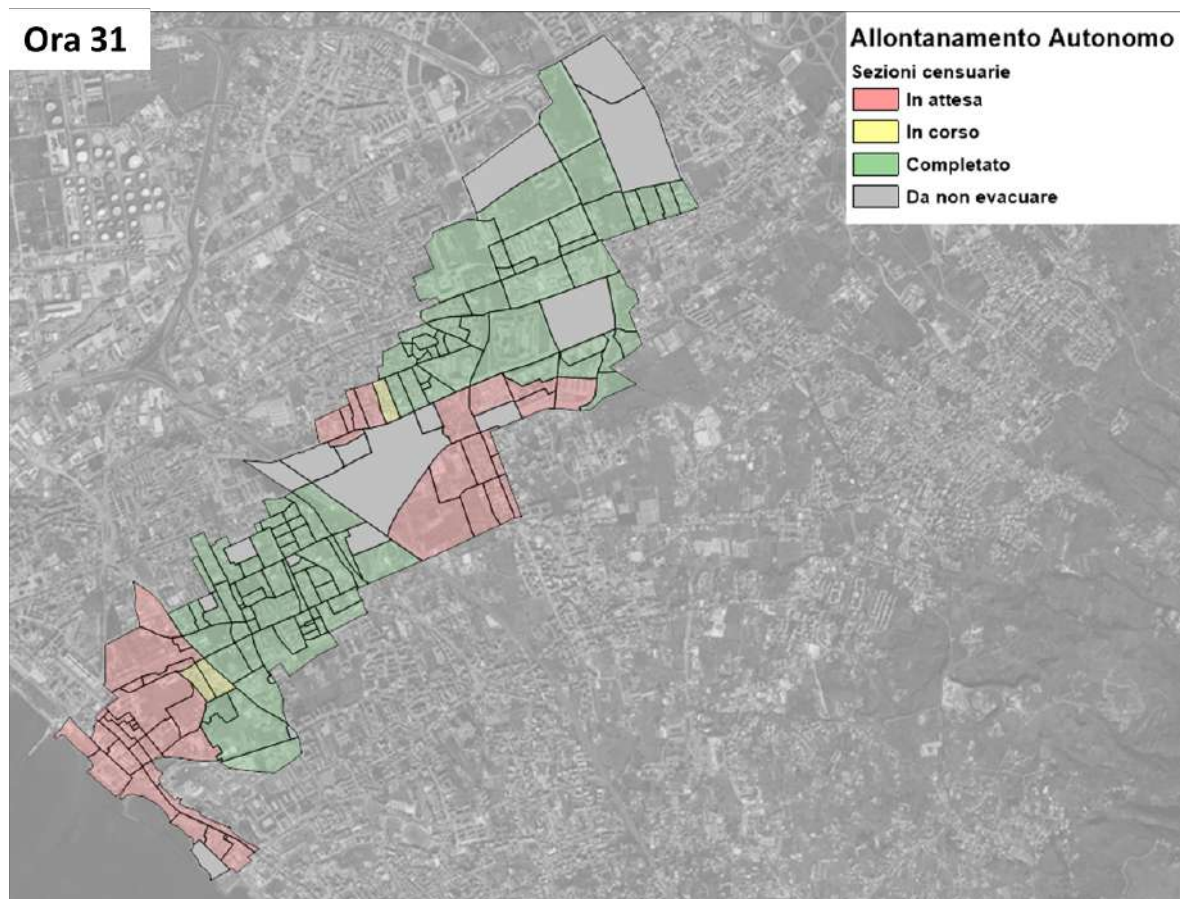 Ora 31
Allontanamento Autonomo
Sezioni censuarie
In attesa
In corso
Completato
Da non evacuare